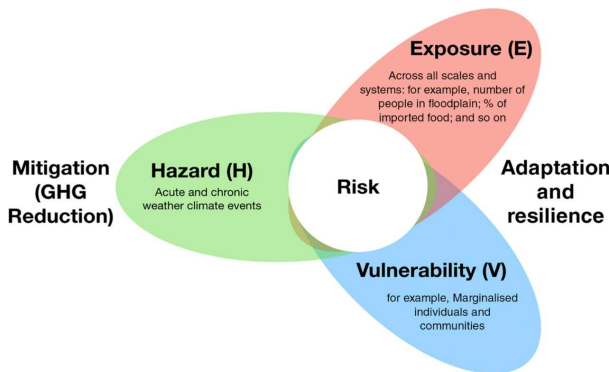 Exposure (E)
Across all scales and
systems: for example, number of
people in floodplain; % of
imported food; and so on
Mitigation
(GHG
Reduction)
Hazard (H)
Acute and chronic
weather climate events
Risk
Adaptation
and
resilience
Vulnerability (V)
for example, Marginalised
individuals and
communities